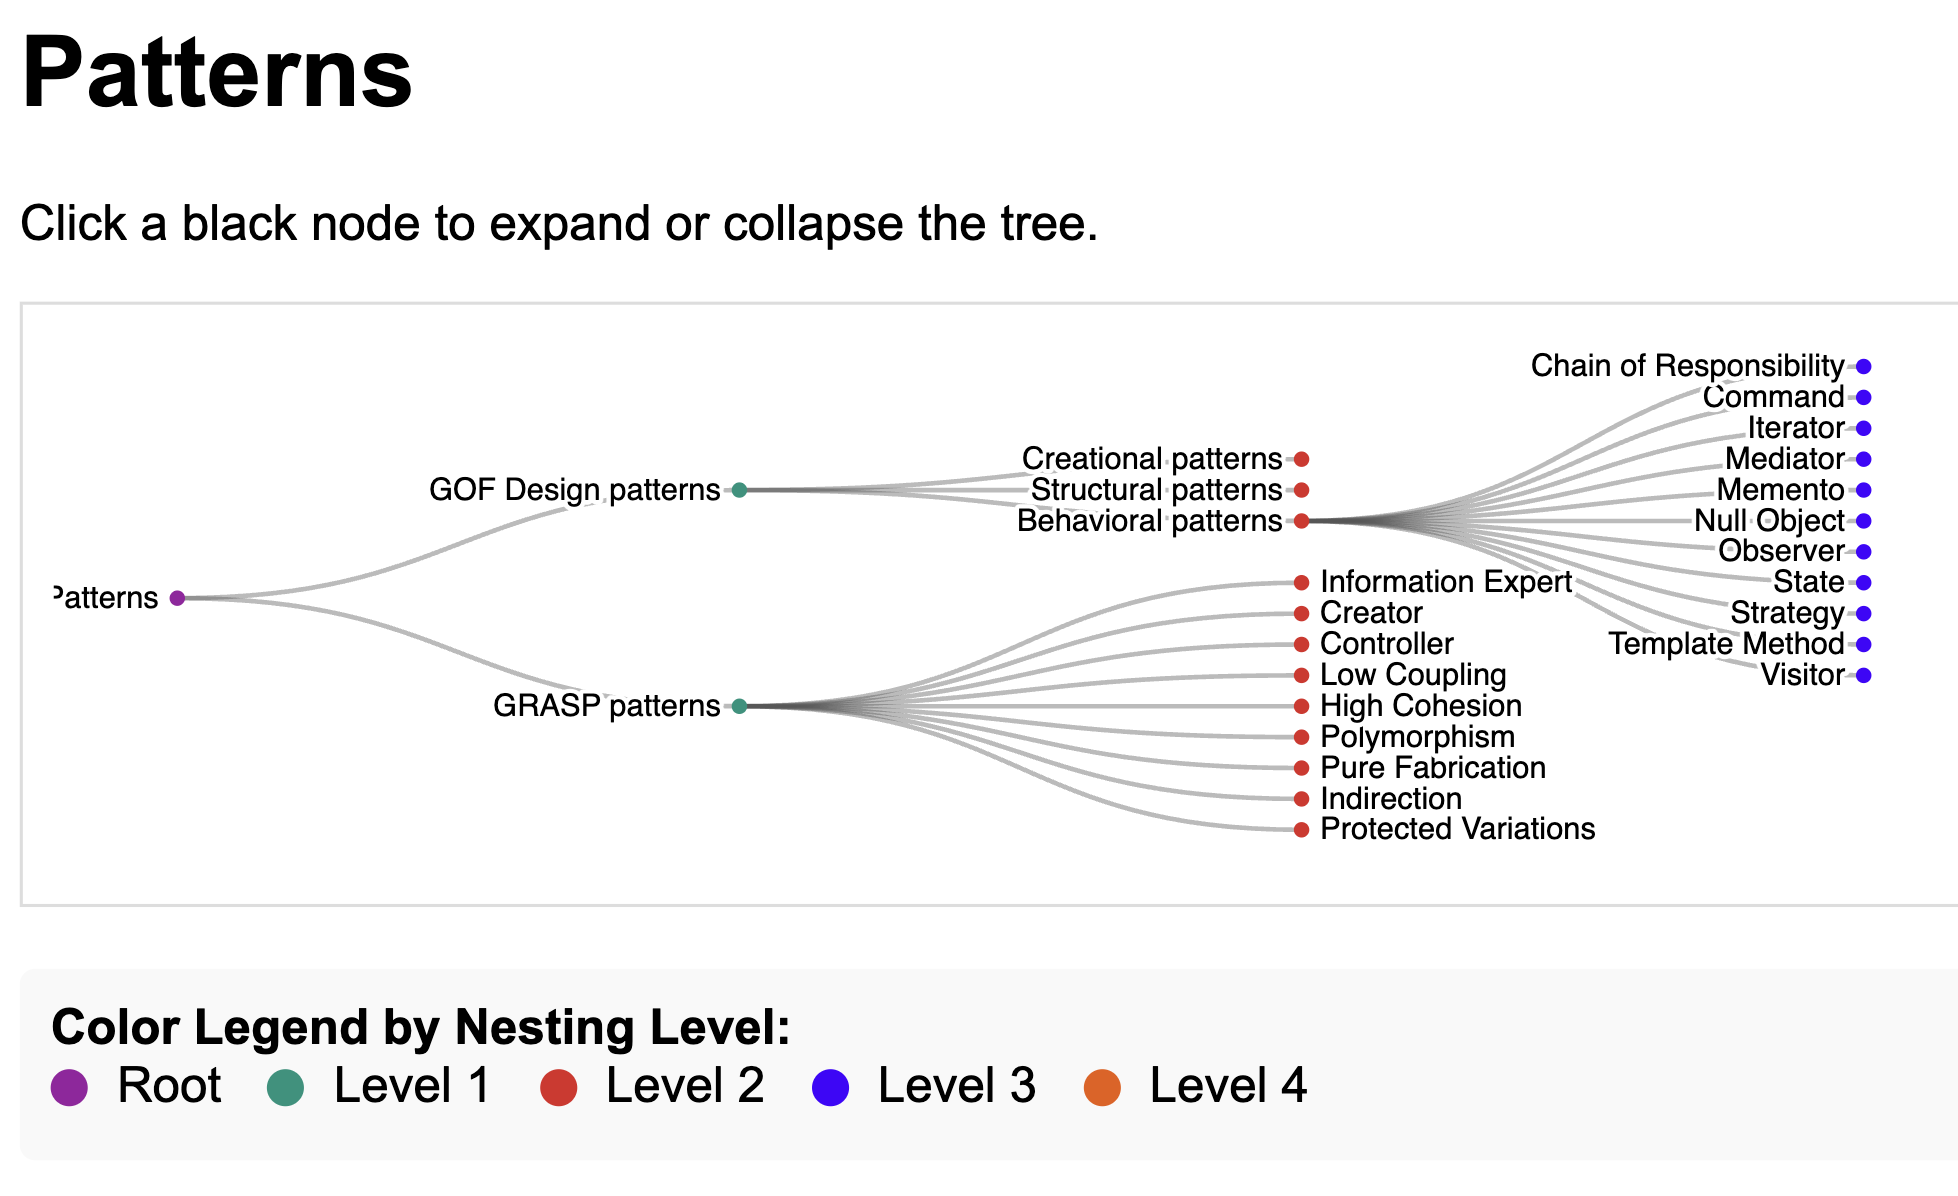 Patterns
Click a black node to expand or collapse the tree.
Chain of Responsibility
Command
Iterator
Creational patterns
Mediator
GOF Design patterns
Structural patterns
Memento
Behavioral patterns
Null Object
Observer
Information Expert
State
Patterns
Creator
Strategy
Controller
Template Method
Low Coupling
Visitor
GRASP patterns
High Cohesion
Polymorphism
Pure Fabrication
Indirection
Protected Variations
Color Legend by Nesting Level:
Root Level 1 Level 2 Level 3 Level 4